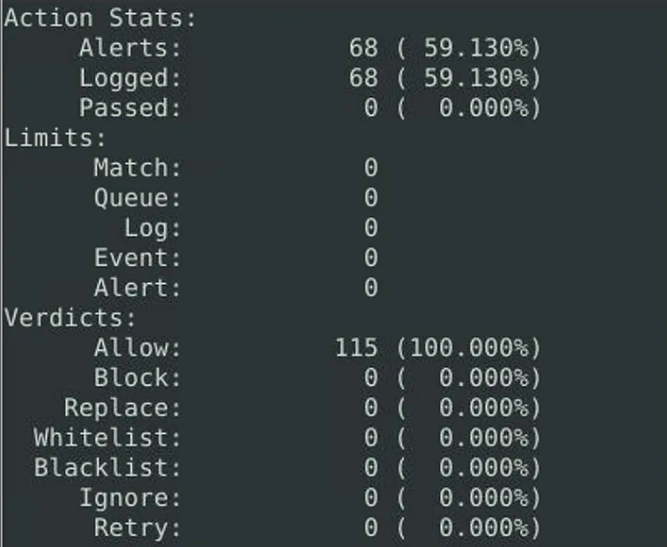 Action Stats:
     Alerts:           68 ( 59.130%)
     Logged:           68 ( 59.130%)
     Passed:            0 (  0.000%)
Limits:
      Match:            0
      Queue:            0
        Log:            0
      Event:            0
      Alert:            0
Verdicts:
      Allow:          115 (100.000%)
      Block:            0 (  0.000%)
    Replace:            0 (  0.000%)
  Whitelist:            0 (  0.000%)
  Blacklist:            0 (  0.000%)
     Ignore:            0 (  0.000%)
      Retry:            0 (  0.000%)